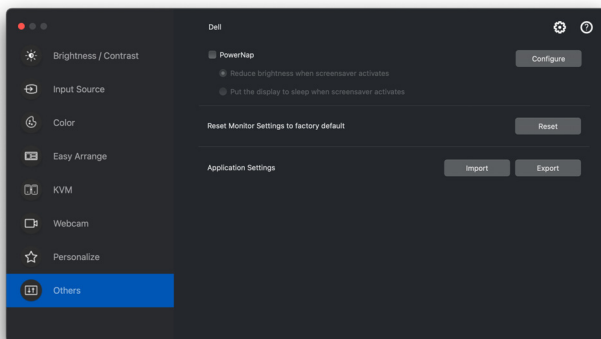 Dell
Brightness / Contrast
Input Source
Color
Easy Arrange
KVM
Webcam
Personalize
Others
PowerNap
Configure
Reduce brightness when screensaver activates
Put the display to sleep when screensaver activates
Reset Monitor Settings to factory default
Reset
Application Settings
Import
Export